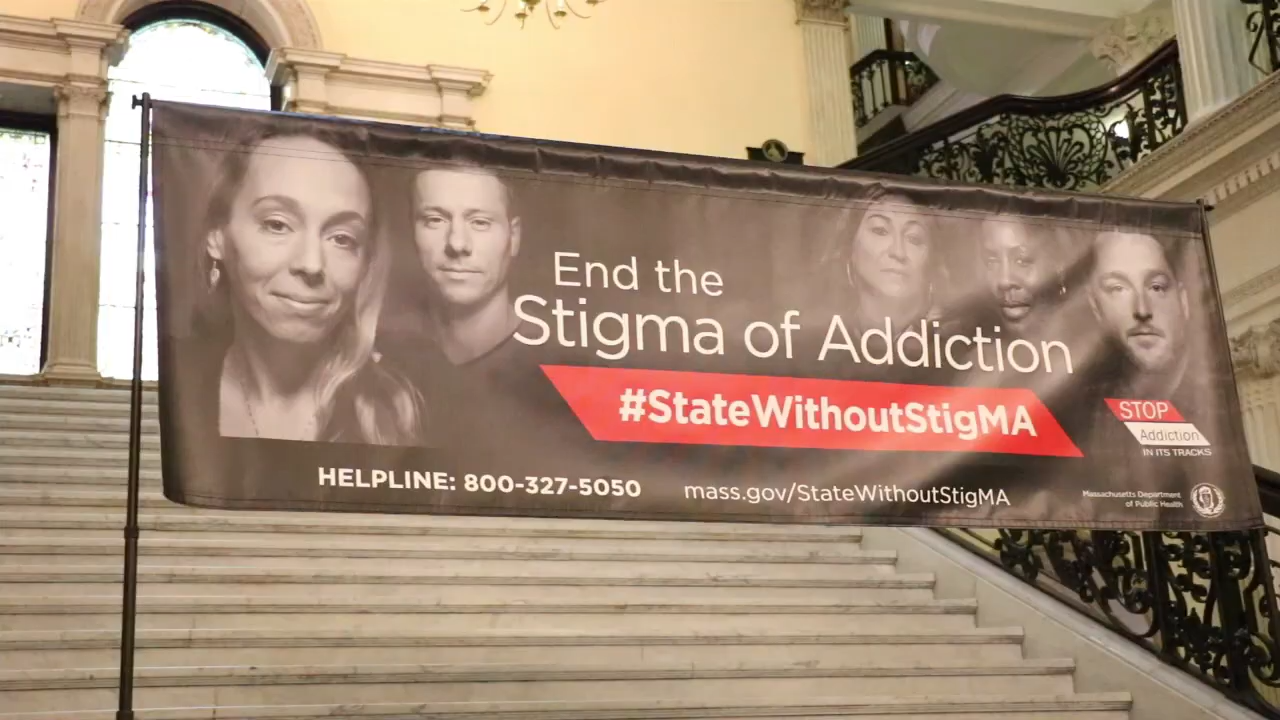 End the
Stigma of Addiction
#StateWithoutStigMA
STOP
Addiction
IN ITS TRACKS
HELPLINE: 800-327-5050
mass.gov/StateWithoutStigMA
Massachusetts Department
of Public Health